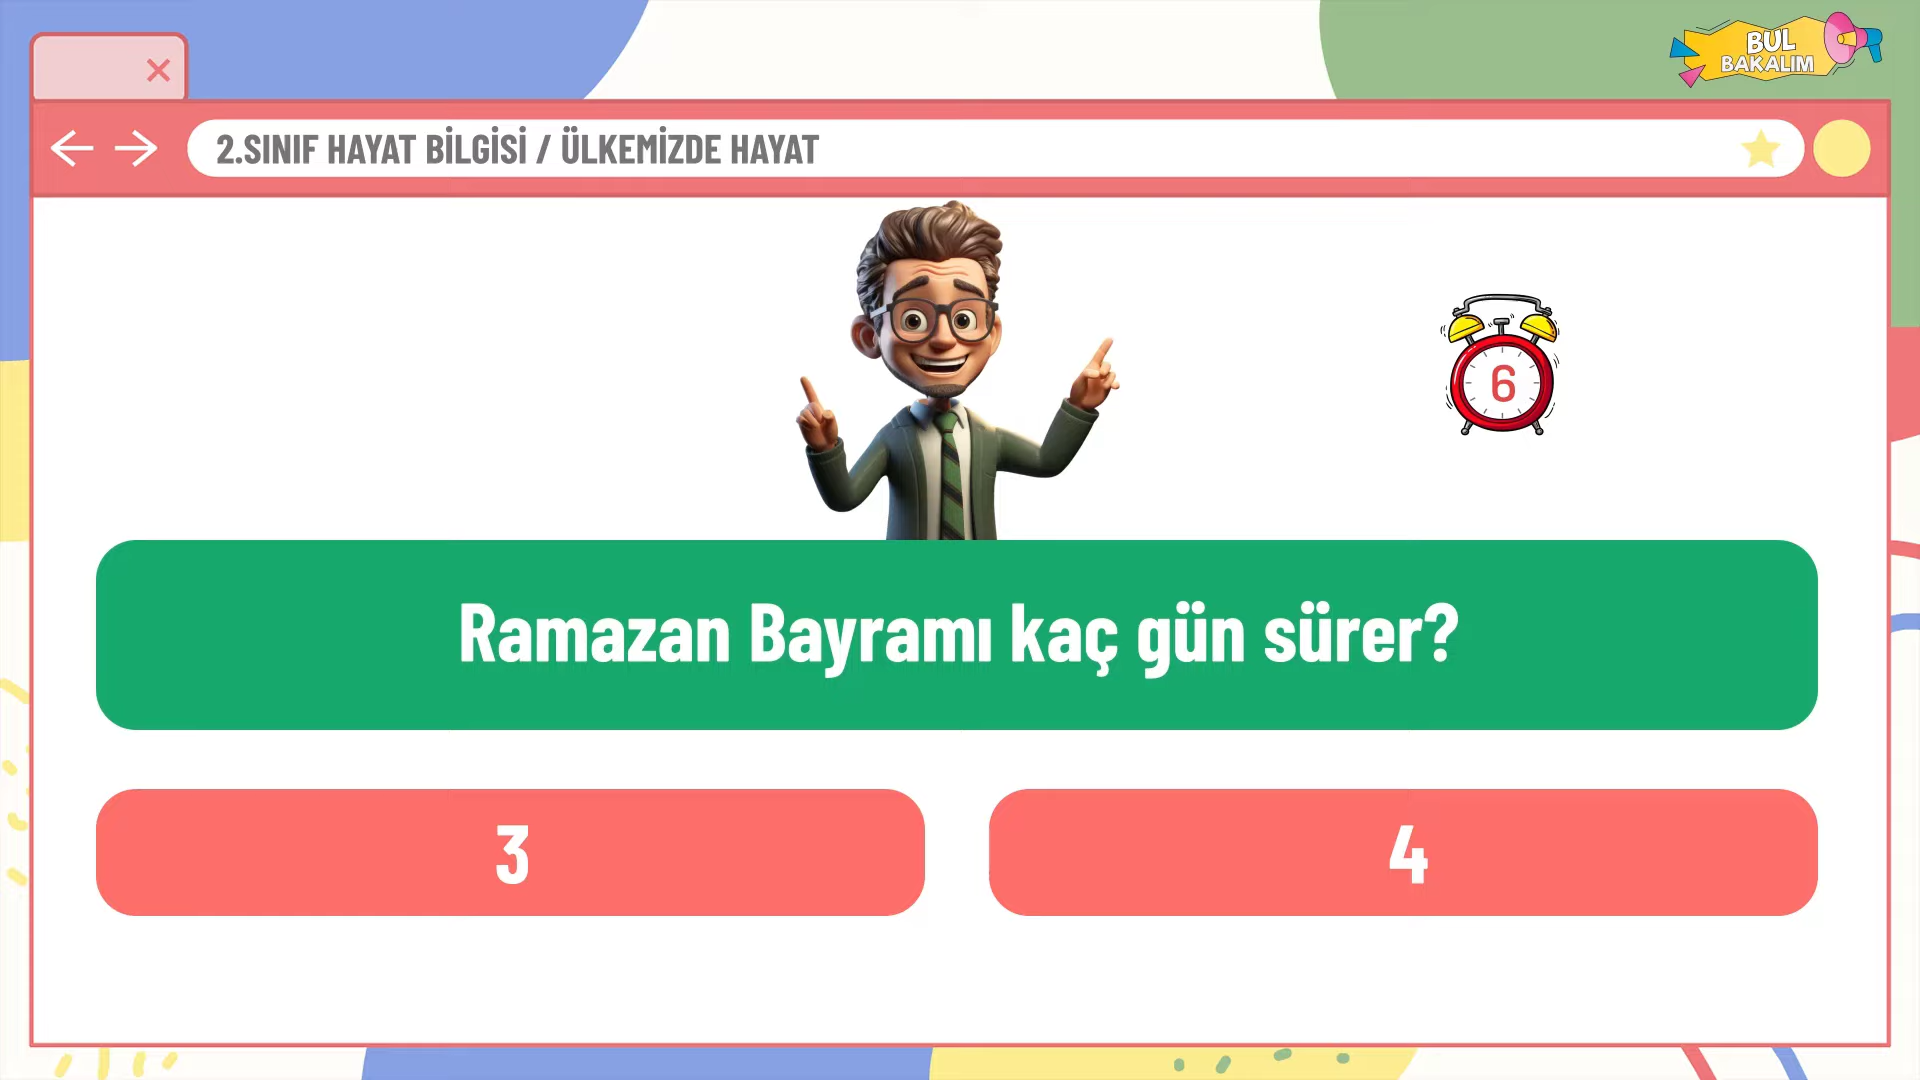 BUL
BAKALIM
2.SINIF HAYAT BİLGİSİ / ÜLKEMİZDE HAYAT
6
Ramazan Bayramı kaç gün sürer?
3
4